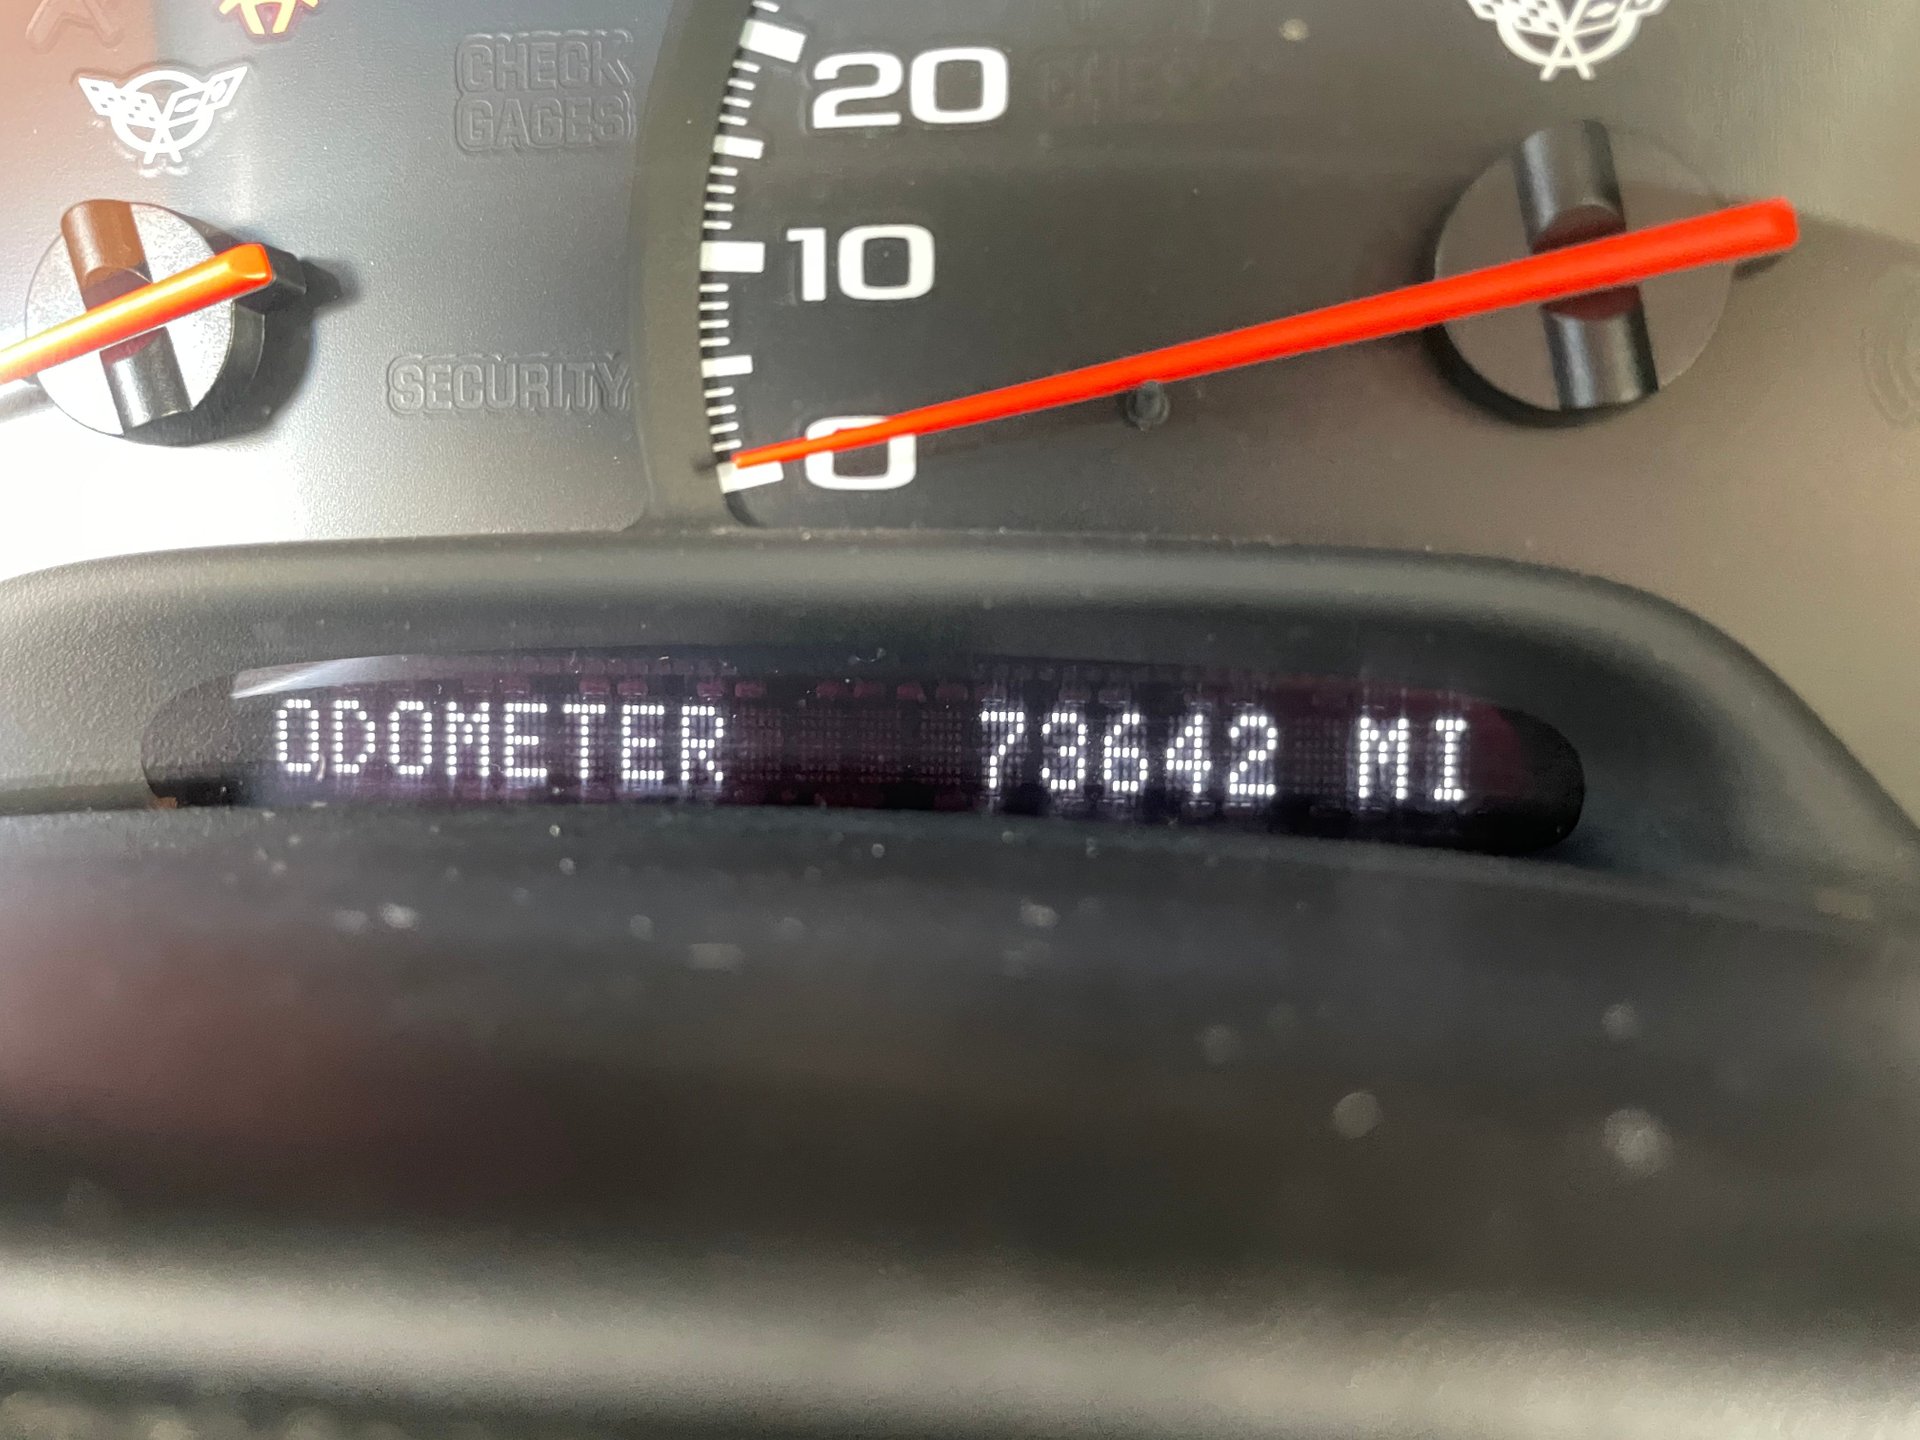 CHECK
GAGES
20
10
SECURITY
0
ODOMETER 73642 MI